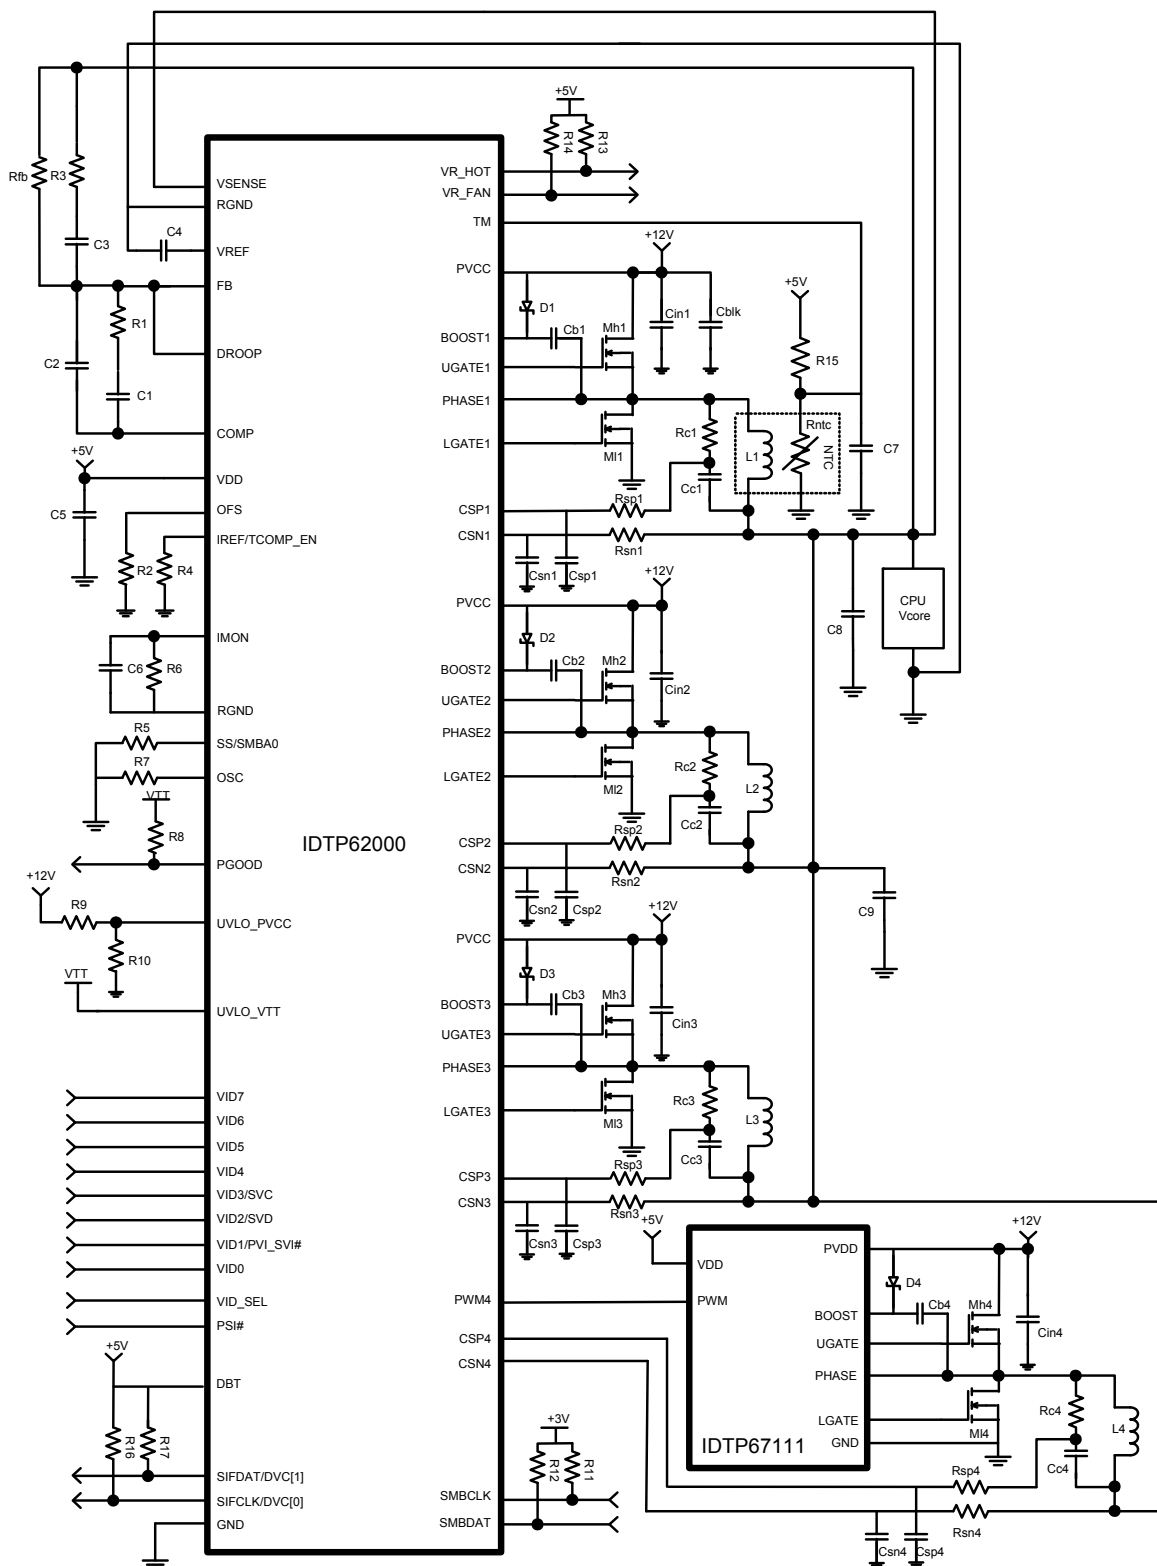 +5V
R14
R13
Rfb
R3
VSENSE
RGND
C4
VREF
C3
FB
R1
DROOP
C2
C1
COMP
+5V
VDD
C5
OFS
IREF/TCOMP_EN
R2
R4
IMON
C6
R6
RGND
R5
SS/SMBA0
R7
OSC
VTT
R8
PGOOD
+12V
R9
UVLO_PVCC
R10
VTT
UVLO_VTT
VID7
VID6
VID5
VID4
VID3/SVC
VID2/SVD
VID1/PVI_SVI#
VID0
VID_SEL
PSI#
+5V
DBT
R16
R17
SIFDAT/DVC[1]
SIFCLK/DVC[0]
GND
IDTP62000
VR_HOT
VR_FAN
TM
+12V
PVCC
D1
Cin1
Cblk
+5V
BOOST1
Cb1
Mh1
UGATE1
R15
PHASE1
Rc1
Rntc
NTC
LGATE1
Ml1
L1
C7
Cc1
Rsp1
CSP1
CSN1
Rsn1
Csn1
Csp1
+12V
PVCC
CPU
Vcore
C8
D2
BOOST2
Cb2
Mh2
UGATE2
Cin2
PHASE2
Rc2
LGATE2
Ml2
L2
Cc2
Rsp2
CSP2
CSN2
Rsn2
Csn2
Csp2
C9
+12V
PVCC
D3
BOOST3
Cb3
Mh3
UGATE3
Cin3
PHASE3
Rc3
LGATE3
Ml3
L3
Cc3
Rsp3
CSP3
CSN3
Rsn3
Csn3
Csp3
+5V
VDD
PWM4
PWM
CSP4
CSN4
IDTP67111
+12V
PVDD
D4
BOOST
Cb4
Mh4
UGATE
Cin4
PHASE
Rc4
LGATE
Ml4
L4
GND
Cc4
Rsp4
Rsn4
Csn4
Csp4
+3V
R12
R11
SMBCLK
SMBDAT